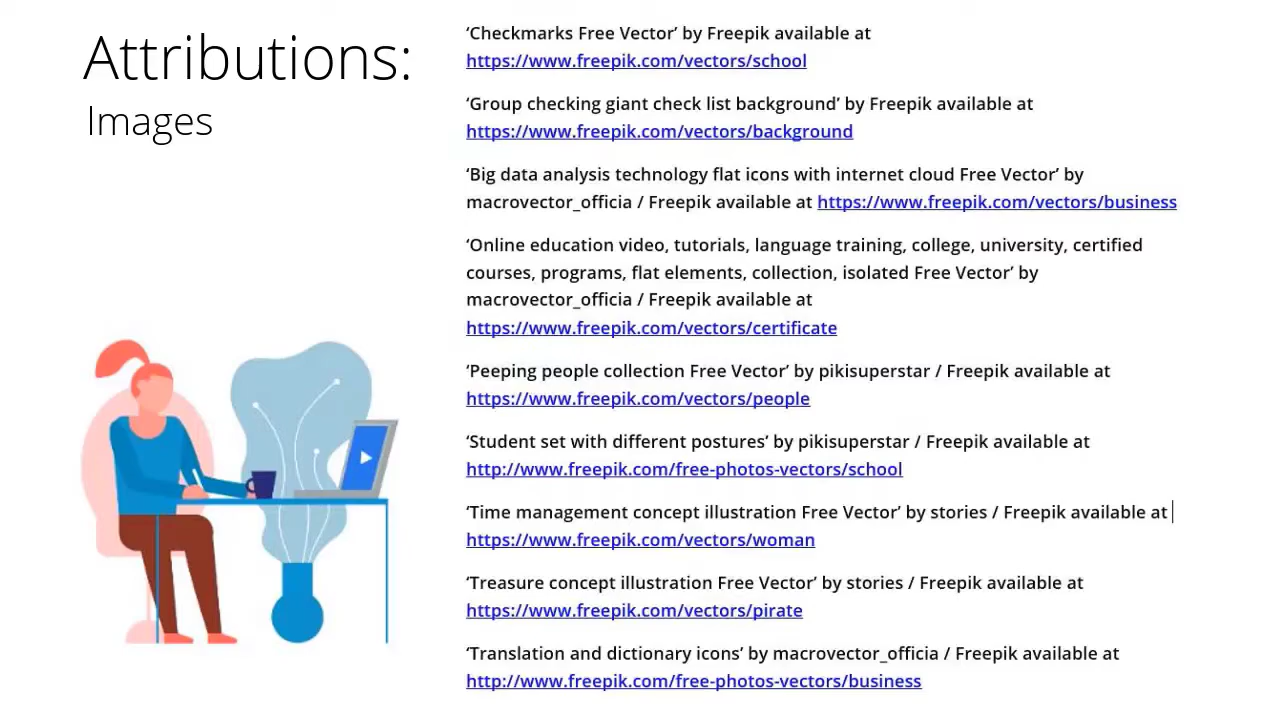 Attributions:
Images
‘Checkmarks Free Vector’ by Freepik available at
https://www.freepik.com/vectors/school
‘Group checking giant check list background’ by Freepik available at
https://www.freepik.com/vectors/background
‘Big data analysis technology flat icons with internet cloud Free Vector’ by
macrovector_officia / Freepik available at https://www.freepik.com/vectors/business
‘Online education video, tutorials, language training, college, university, certified
courses, programs, flat elements, collection, isolated Free Vector’ by
macrovector_officia / Freepik available at
https://www.freepik.com/vectors/certificate
‘Peeping people collection Free Vector’ by pikisuperstar / Freepik available at
https://www.freepik.com/vectors/people
‘Student set with different postures’ by pikisuperstar / Freepik available at
http://www.freepik.com/free-photos-vectors/school
‘Time management concept illustration Free Vector’ by stories / Freepik available at
https://www.freepik.com/vectors/woman
‘Treasure concept illustration Free Vector’ by stories / Freepik available at
https://www.freepik.com/vectors/pirate
‘Translation and dictionary icons’ by macrovector_officia / Freepik available at
http://www.freepik.com/free-photos-vectors/business